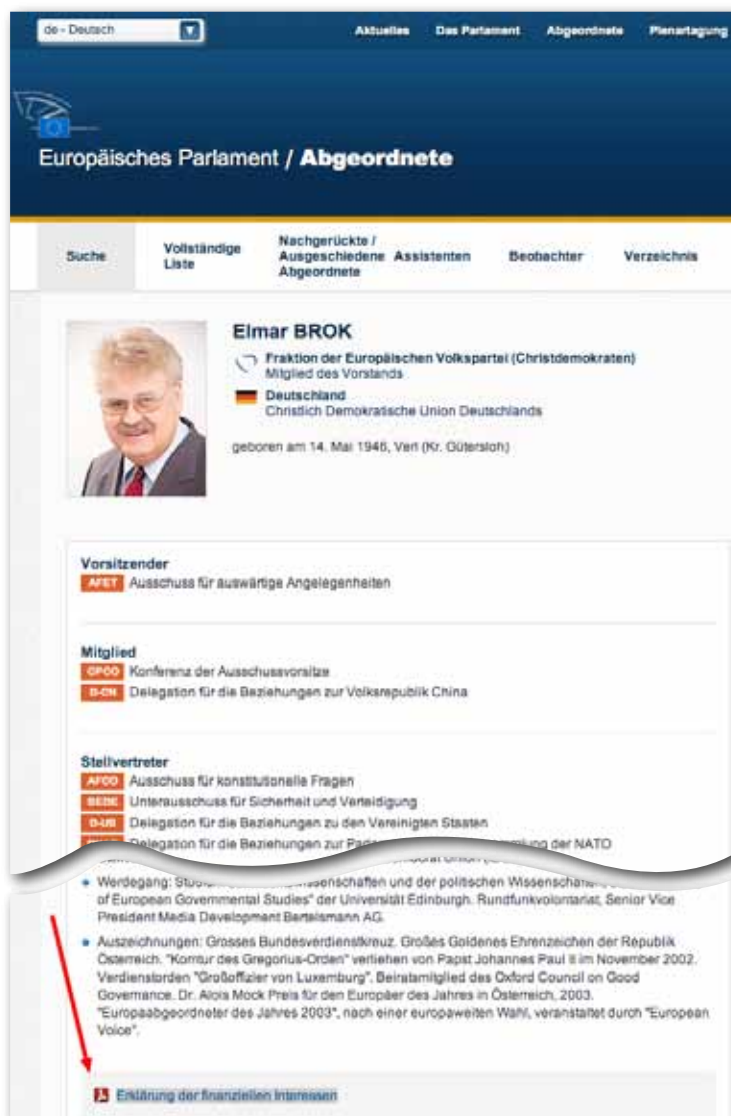 de - Deutsch
Aktuelles Das Parlament Abgeordnete Plenartagung
Europäisches Parlament / Abgeordnete
Suche Vollständige Liste Nachgerückte / Ausgeschiedene Abgeordnete Assistenten Beobachter Verzeichnis
Elmar BROK
Fraktion der Europäischen Volkspartei (Christdemokraten)
Mitglied des Vorstands
Deutschland
Christlich Demokratische Union Deutschlands
geboren am 14. Mai 1946, Verl (Kr. Gütersloh)
Vorsitzender
AFET Ausschuss für auswärtige Angelegenheiten
Mitglied
CPCO Konferenz der Ausschussvorsitze
D-CN Delegation für die Beziehungen zur Volksrepublik China
Stellvertreter
AFCO Ausschuss für konstitutionelle Fragen
SEDE Unterausschuss für Sicherheit und Verteidigung
D-US Delegation für die Beziehungen zu den Vereinigten Staaten
Delegation für die Beziehungen zur der NATO
Werdegang: und der politischen
of European Governmental Studies" der Universität Edinburgh. Rundfunkvolontariat, Senior Vice
President Media Development Bertelsmann AG.
Auszeichnungen: Grosses Bundesverdienstkreuz. Großes Goldenes Ehrenzeichen der Republik
Österreich. "Komtur des Gregorius-Orden" verliehen von Papst Johannes Paul II im November 2002.
Verdienstorden "Großoffizier von Luxemburg". Beiratsmitglied des Oxford Council on Good
Governance. Dr. Alois Mock Preis für den Europäer des Jahres in Österreich, 2003.
"Europaabgeordneter des Jahres 2003", nach einer europaweiten Wahl, veranstaltet durch "European
Voice".
Erklärung der finanziellen Interessen